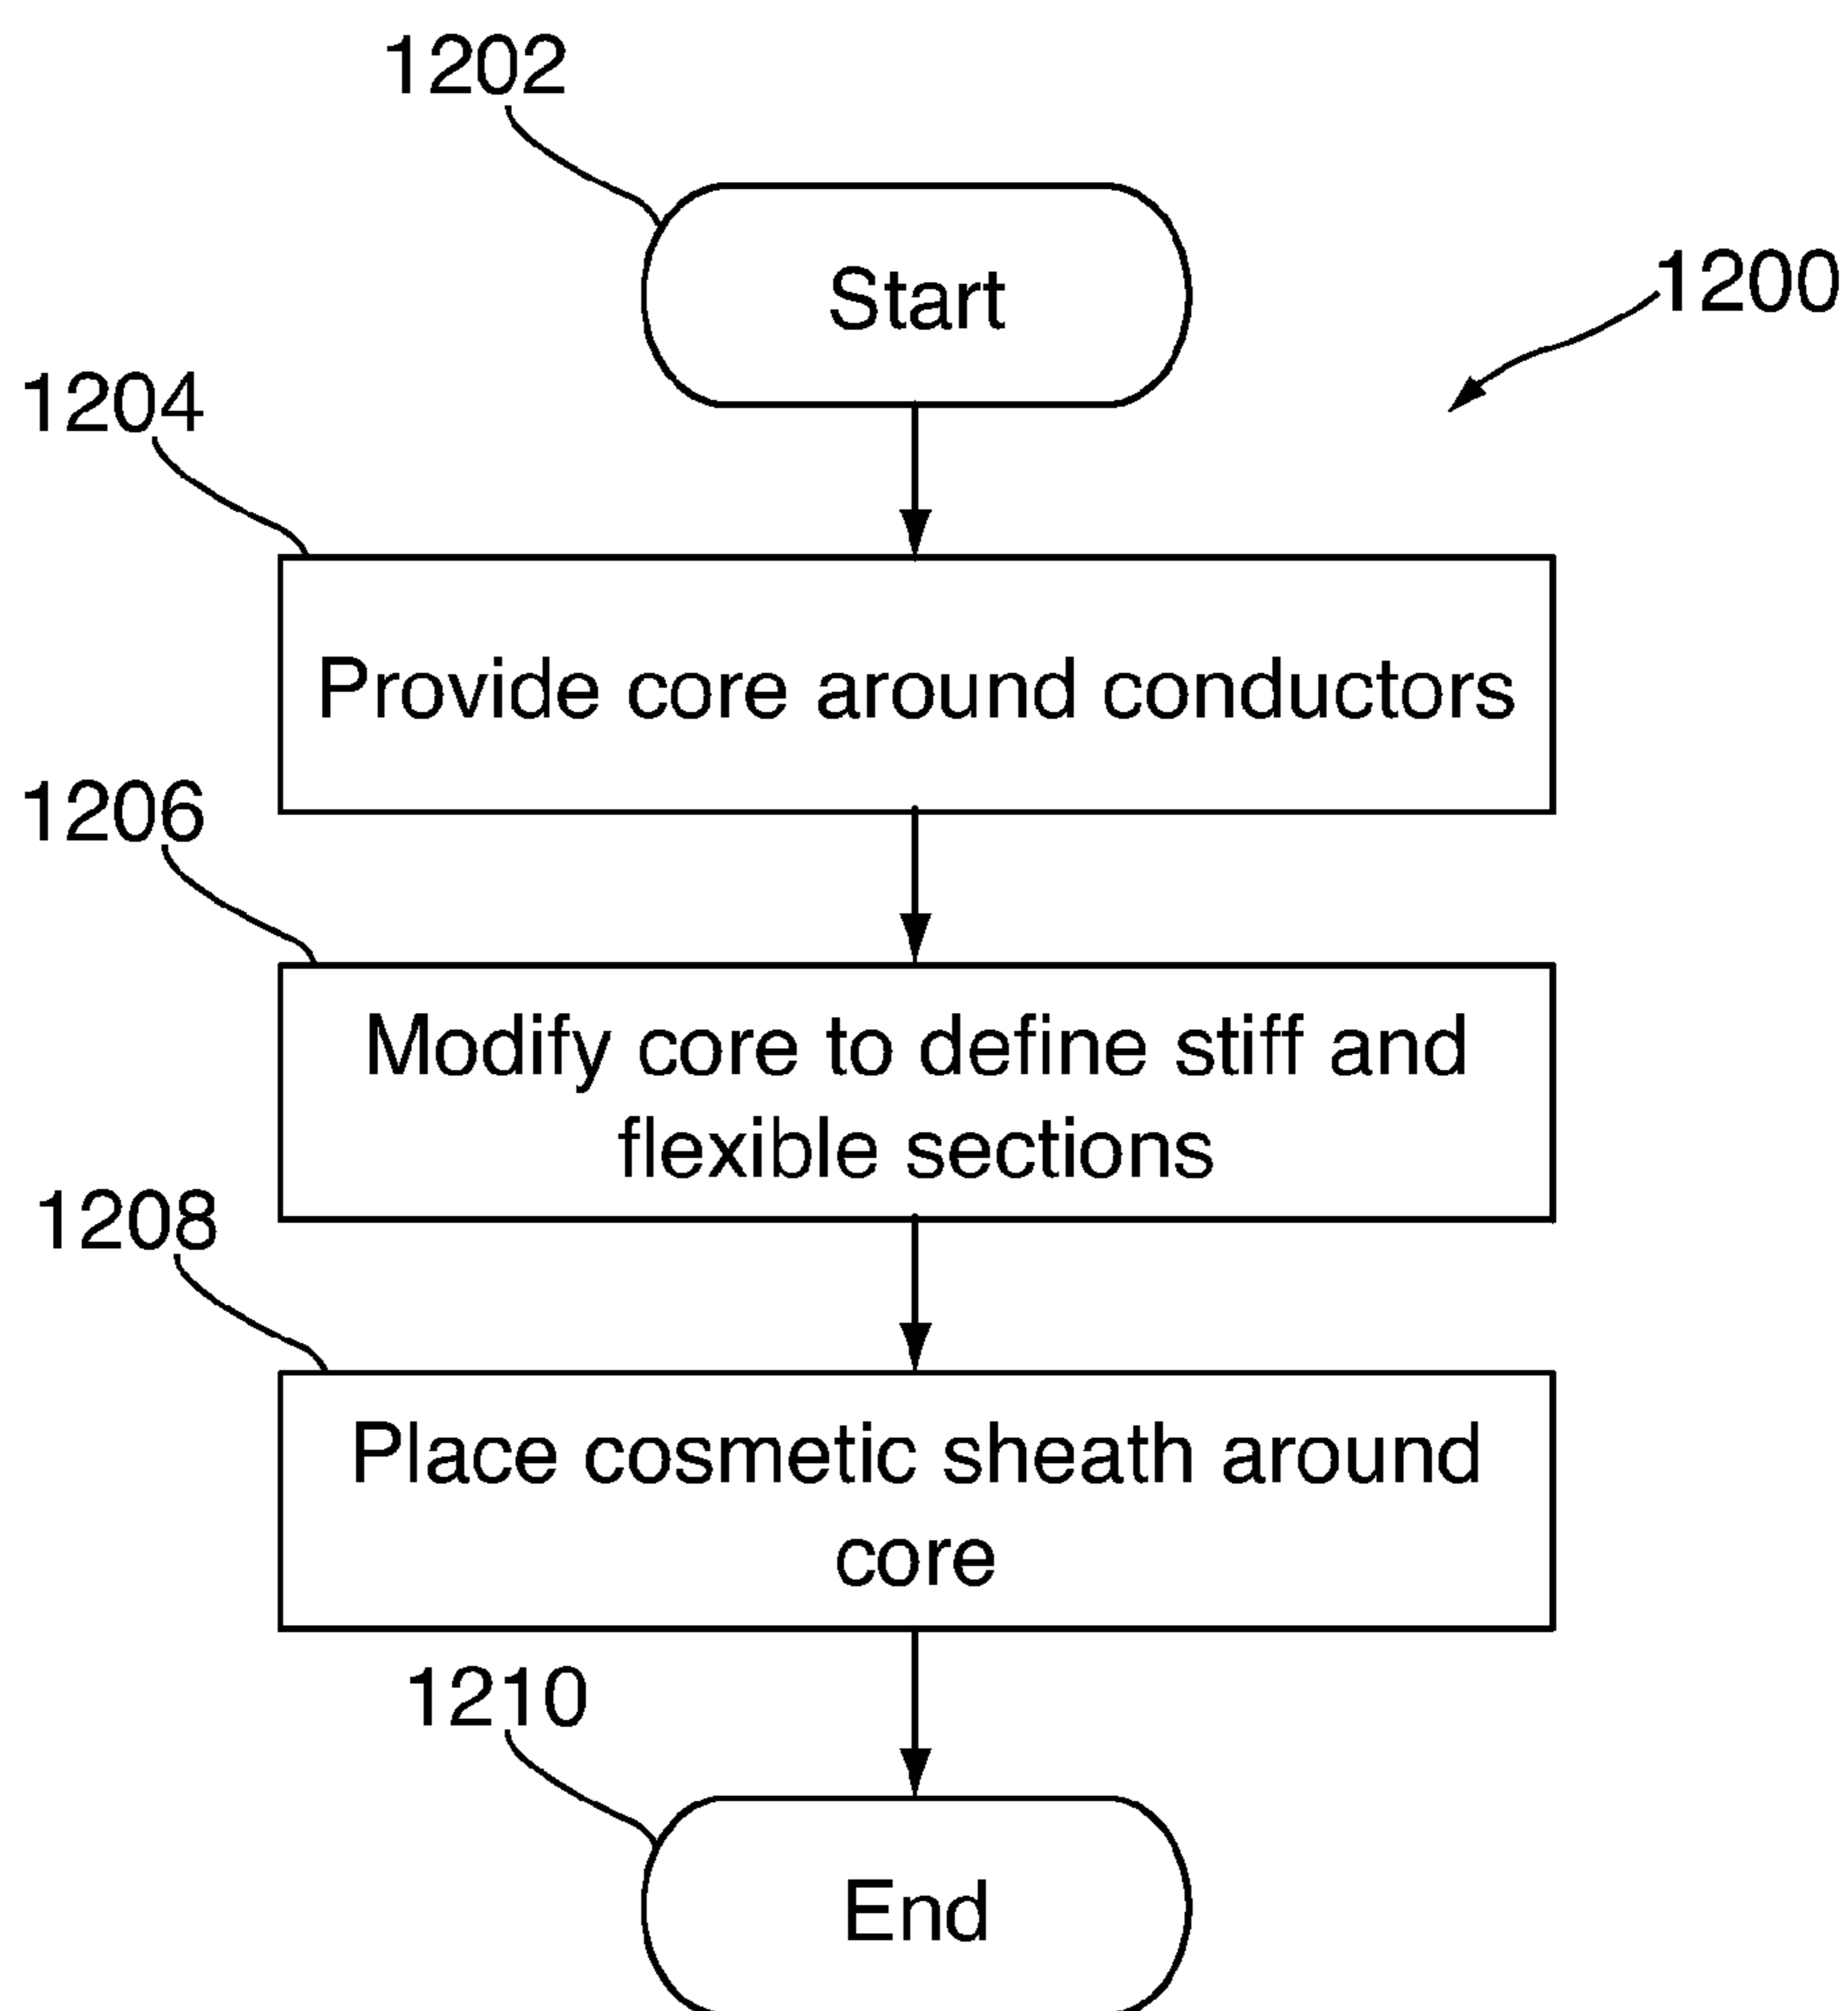 1202
Start
1200
1204
Provide core around conductors
1206
Modify core to define stiff and
flexible sections
1208
Place cosmetic sheath around
core
1210
End